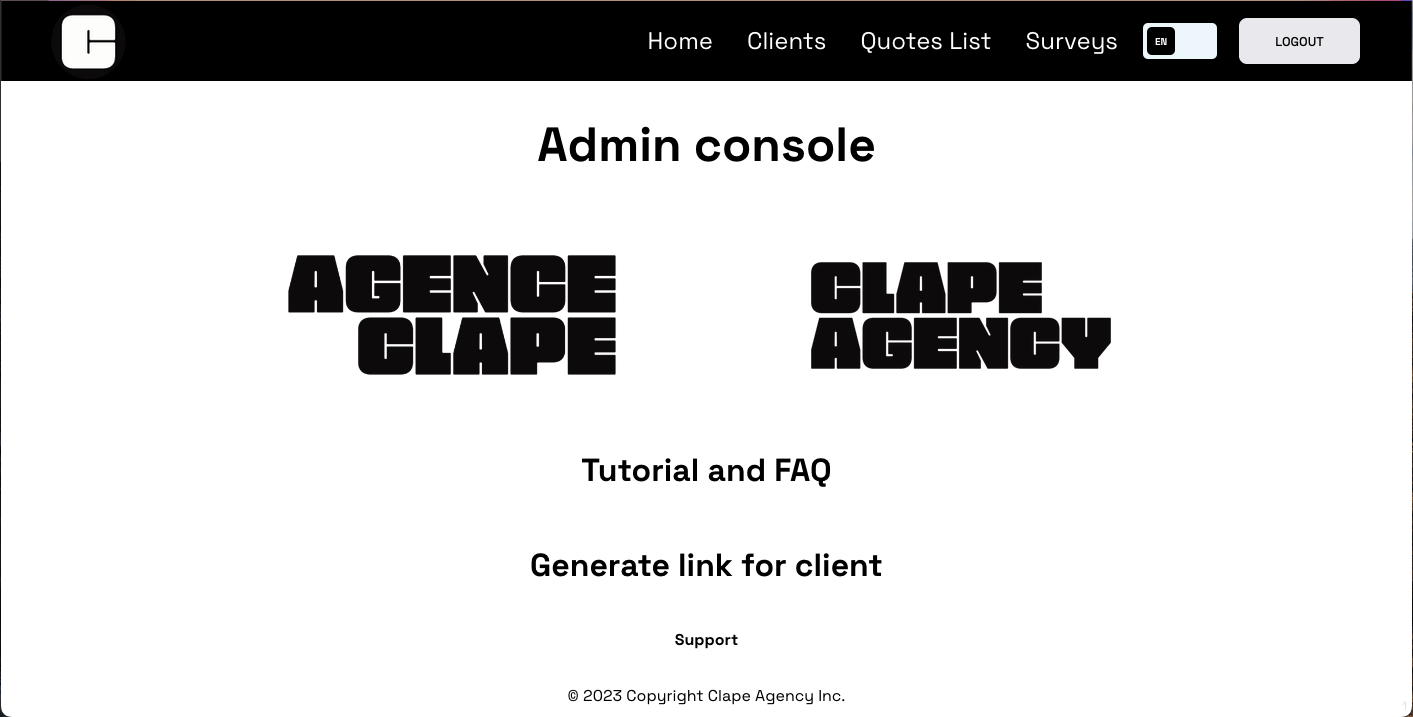 Home Clients Quotes List Surveys EN LOGOUT
Admin console
AGENCE
CLAPE
CLAPE
AGENCY
Tutorial and FAQ
Generate link for client
Support
© 2023 Copyright Clape Agency Inc.